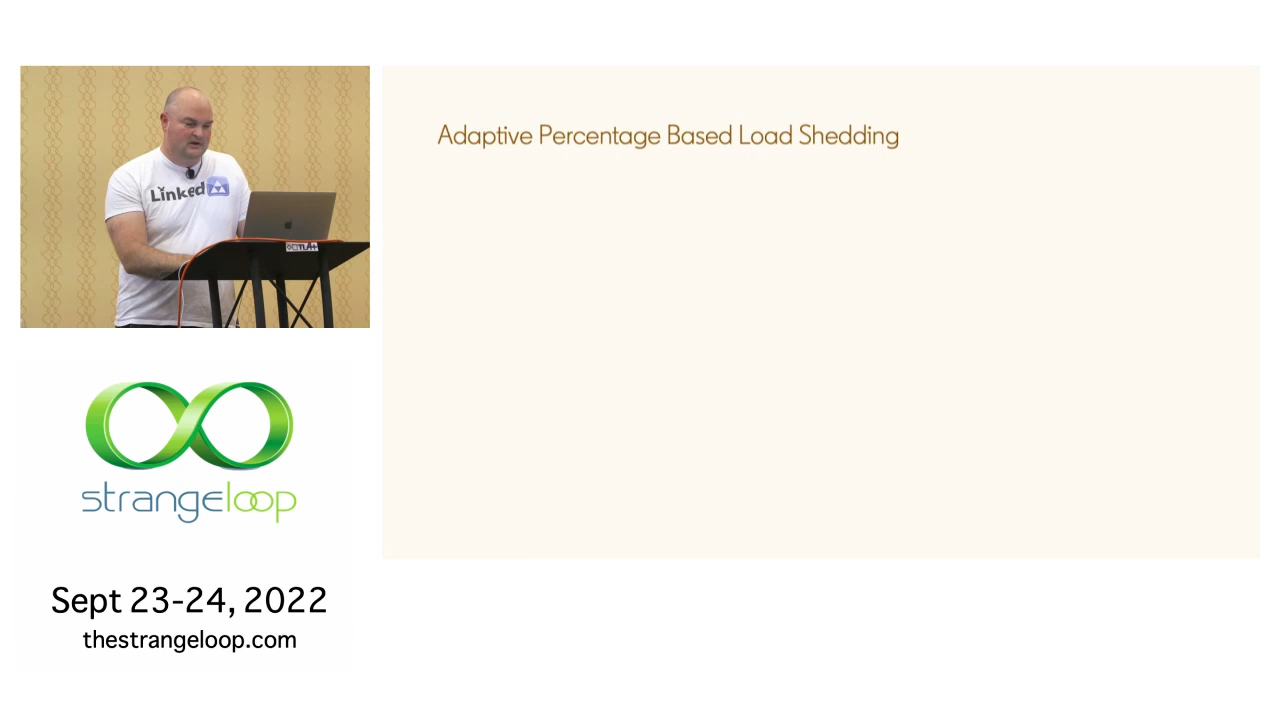 Adaptive Percentage Based Load Shedding
Linked
strangeloop
Sept 23-24, 2022
thestrangeloop.com